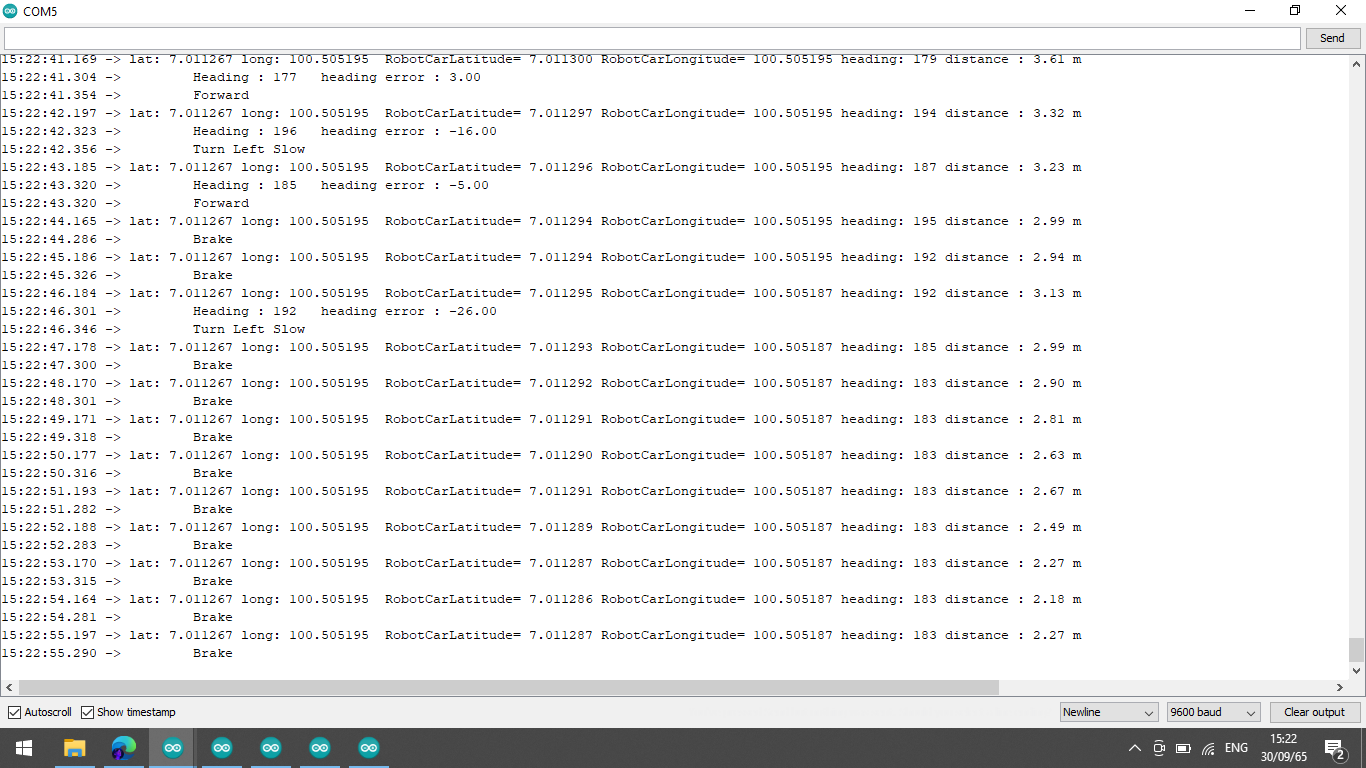 COM5
Send
15:22:41.169 -> lat: 7.011267 long: 100.505195  RobotCarLatitude= 7.011300 RobotCarLongitude= 100.505195 heading: 179 distance : 3.61 m
15:22:41.304 ->         Heading : 177   heading error : 3.00
15:22:41.354 ->         Forward
15:22:42.197 -> lat: 7.011267 long: 100.505195  RobotCarLatitude= 7.011297 RobotCarLongitude= 100.505195 heading: 194 distance : 3.32 m
15:22:42.323 ->         Heading : 196   heading error : -16.00
15:22:42.356 ->         Turn Left Slow
15:22:43.185 -> lat: 7.011267 long: 100.505195  RobotCarLatitude= 7.011296 RobotCarLongitude= 100.505195 heading: 187 distance : 3.23 m
15:22:43.320 ->         Heading : 185   heading error : -5.00
15:22:43.320 ->         Forward
15:22:44.165 -> lat: 7.011267 long: 100.505195  RobotCarLatitude= 7.011294 RobotCarLongitude= 100.505195 heading: 195 distance : 2.99 m
15:22:44.286 ->         Brake
15:22:45.186 -> lat: 7.011267 long: 100.505195  RobotCarLatitude= 7.011294 RobotCarLongitude= 100.505195 heading: 192 distance : 2.94 m
15:22:45.326 ->         Brake
15:22:46.184 -> lat: 7.011267 long: 100.505195  RobotCarLatitude= 7.011295 RobotCarLongitude= 100.505187 heading: 192 distance : 3.13 m
15:22:46.301 ->         Heading : 192   heading error : -26.00
15:22:46.346 ->         Turn Left Slow
15:22:47.178 -> lat: 7.011267 long: 100.505195  RobotCarLatitude= 7.011293 RobotCarLongitude= 100.505187 heading: 185 distance : 2.99 m
15:22:47.300 ->         Brake
15:22:48.170 -> lat: 7.011267 long: 100.505195  RobotCarLatitude= 7.011292 RobotCarLongitude= 100.505187 heading: 183 distance : 2.90 m
15:22:48.301 ->         Brake
15:22:49.171 -> lat: 7.011267 long: 100.505195  RobotCarLatitude= 7.011291 RobotCarLongitude= 100.505187 heading: 183 distance : 2.81 m
15:22:49.318 ->         Brake
15:22:50.177 -> lat: 7.011267 long: 100.505195  RobotCarLatitude= 7.011290 RobotCarLongitude= 100.505187 heading: 183 distance : 2.63 m
15:22:50.316 ->         Brake
15:22:51.193 -> lat: 7.011267 long: 100.505195  RobotCarLatitude= 7.011291 RobotCarLongitude= 100.505187 heading: 183 distance : 2.67 m
15:22:51.282 ->         Brake
15:22:52.188 -> lat: 7.011267 long: 100.505195  RobotCarLatitude= 7.011289 RobotCarLongitude= 100.505187 heading: 183 distance : 2.49 m
15:22:52.283 ->         Brake
15:22:53.170 -> lat: 7.011267 long: 100.505195  RobotCarLatitude= 7.011287 RobotCarLongitude= 100.505187 heading: 183 distance : 2.27 m
15:22:53.315 ->         Brake
15:22:54.164 -> lat: 7.011267 long: 100.505195  RobotCarLatitude= 7.011286 RobotCarLongitude= 100.505187 heading: 183 distance : 2.18 m
15:22:54.281 ->         Brake
15:22:55.197 -> lat: 7.011267 long: 100.505195  RobotCarLatitude= 7.011287 RobotCarLongitude= 100.505187 heading: 183 distance : 2.27 m
15:22:55.290 ->         Brake
Autoscroll Show timestamp Newline 9600 baud Clear output
ENG 15:22
30/09/65
2